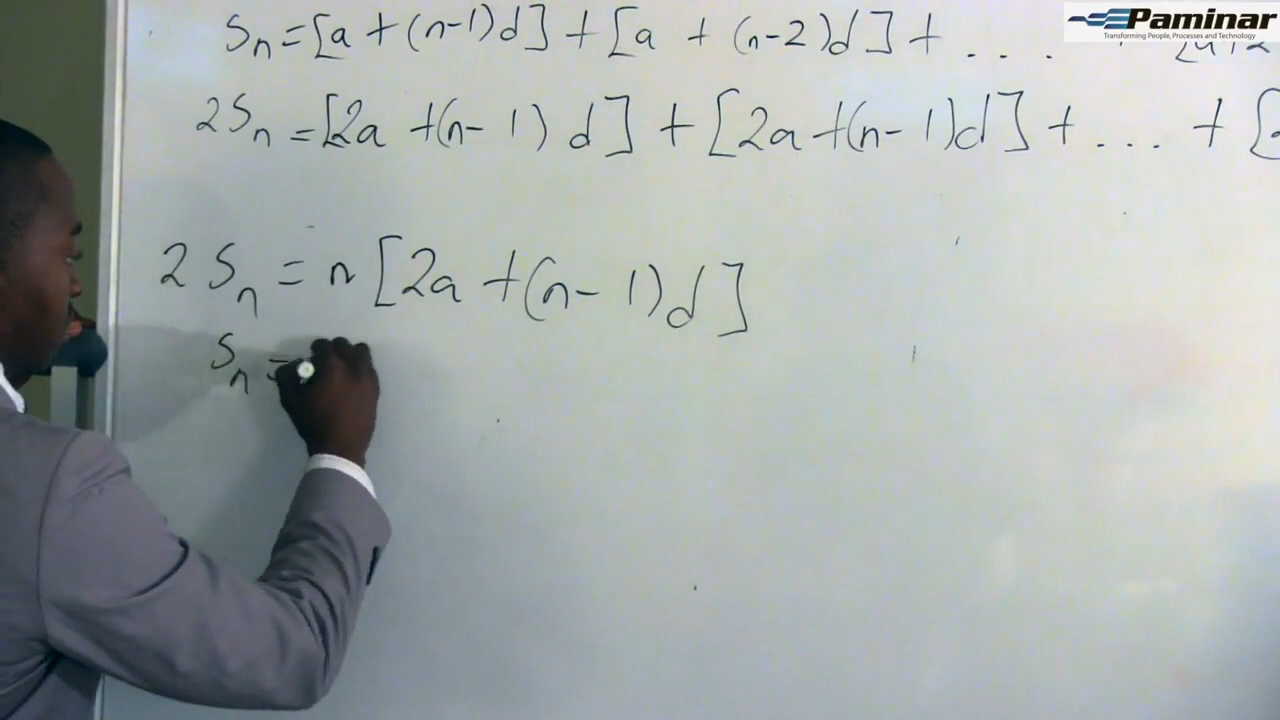 Paminar
Transforming People, Processes and Technology
Sn = [a + (n-1)d] + [a + (n-2)d] + . . . .
2Sn = [2a + (n-1)d] + [2a + (n-1)d] + . . . + [
2Sn = n[2a + (n-1)d]
Sn =